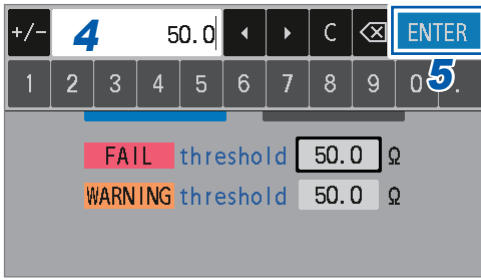 +/- 4 50.0 ◀ ▶ C ⌫ ENTER
1 2 3 4 5 6 7 8 9 0 5 .
FAIL threshold 50.0 Ω
WARNING threshold 50.0 Ω